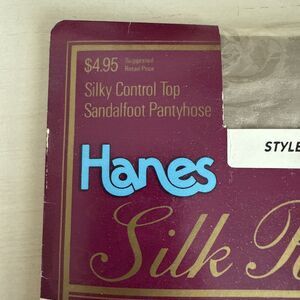 $4.95 Suggested
Retail Price
Silky Control Top
Sandalfoot Pantyhose
STYLE
Hanes
Silk